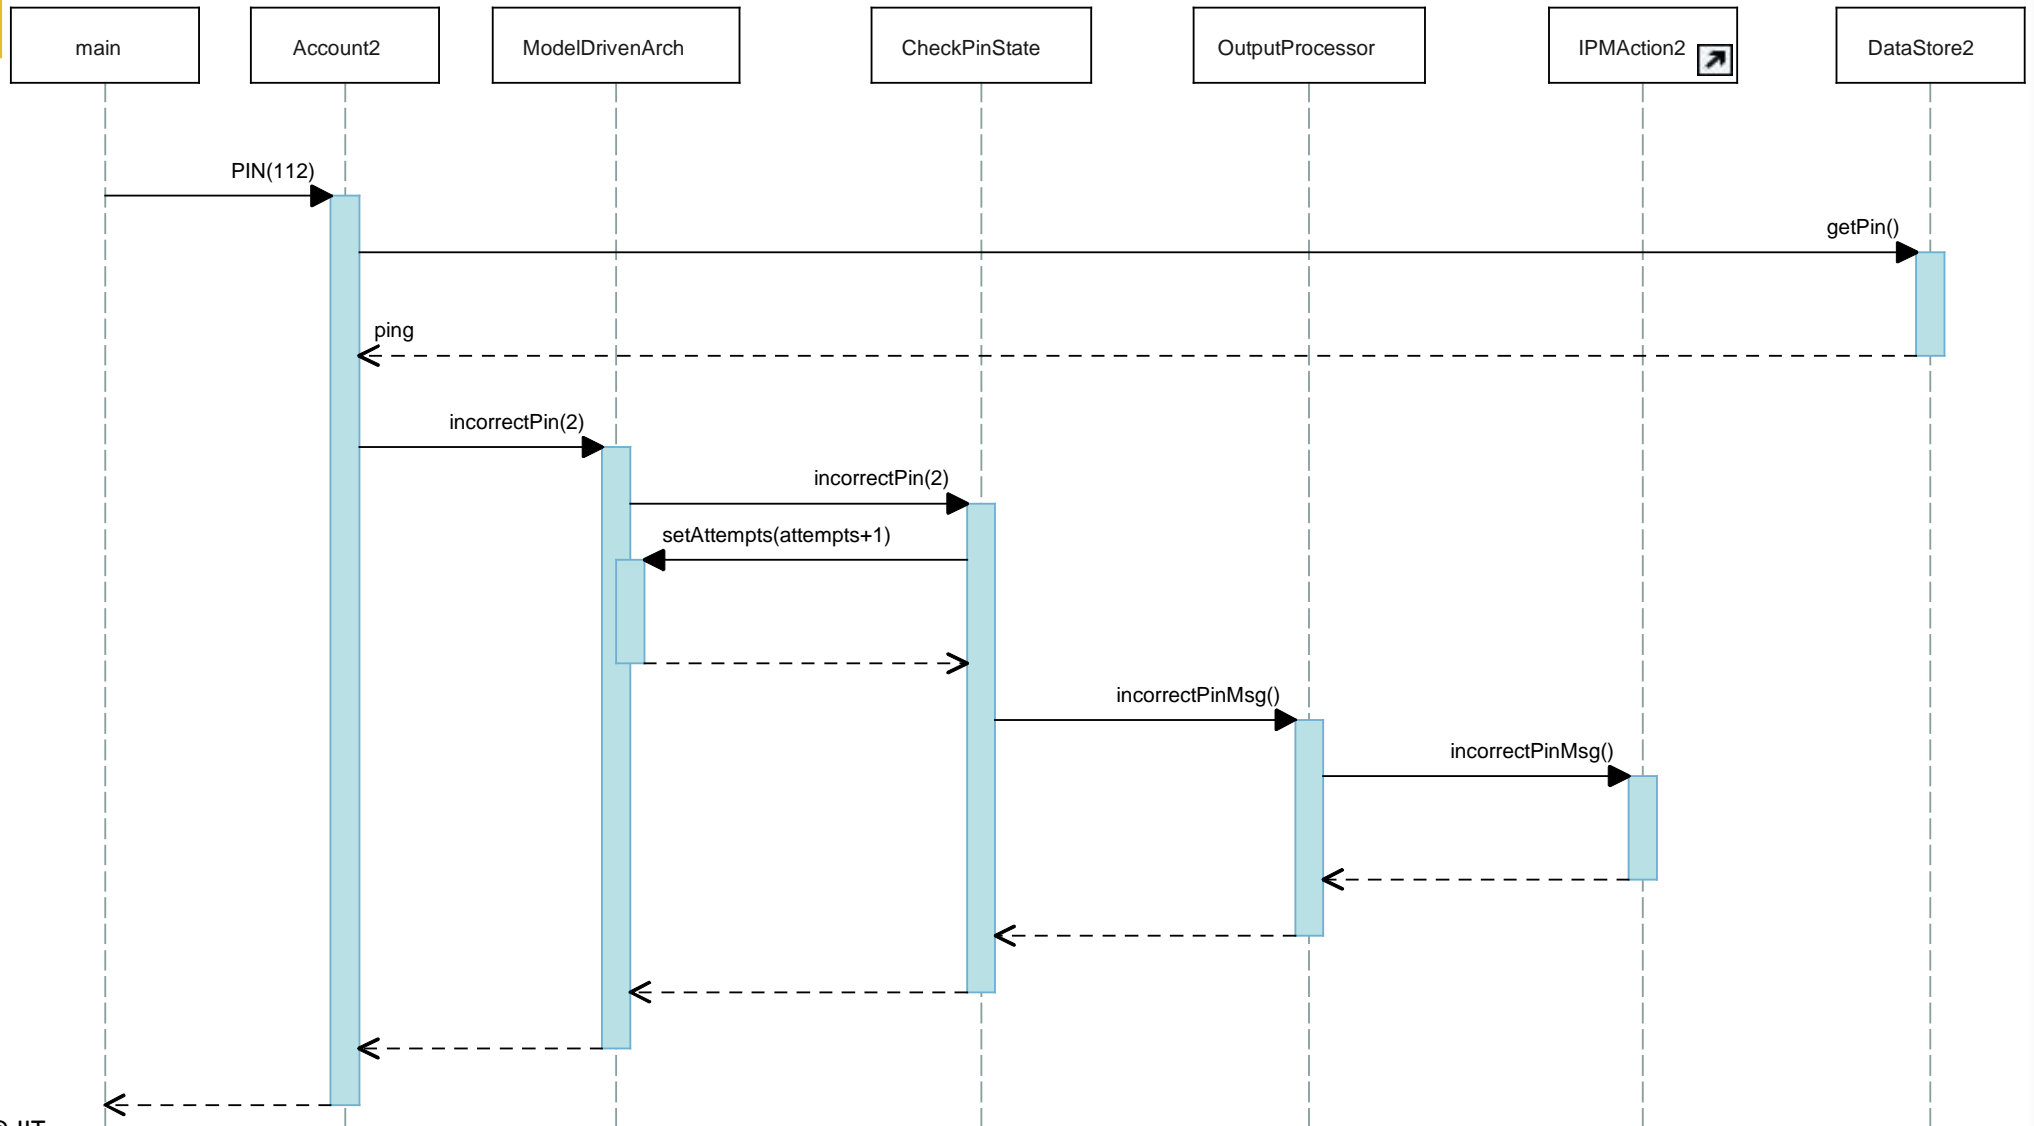 main
Account2
ModelDrivenArch
CheckPinState
OutputProcessor
IPMAction2
DataStore2
PIN(112)
getPin()
ping
incorrectPin(2)
incorrectPin(2)
setAttempts(attempts+1)
incorrectPinMsg()
incorrectPinMsg()